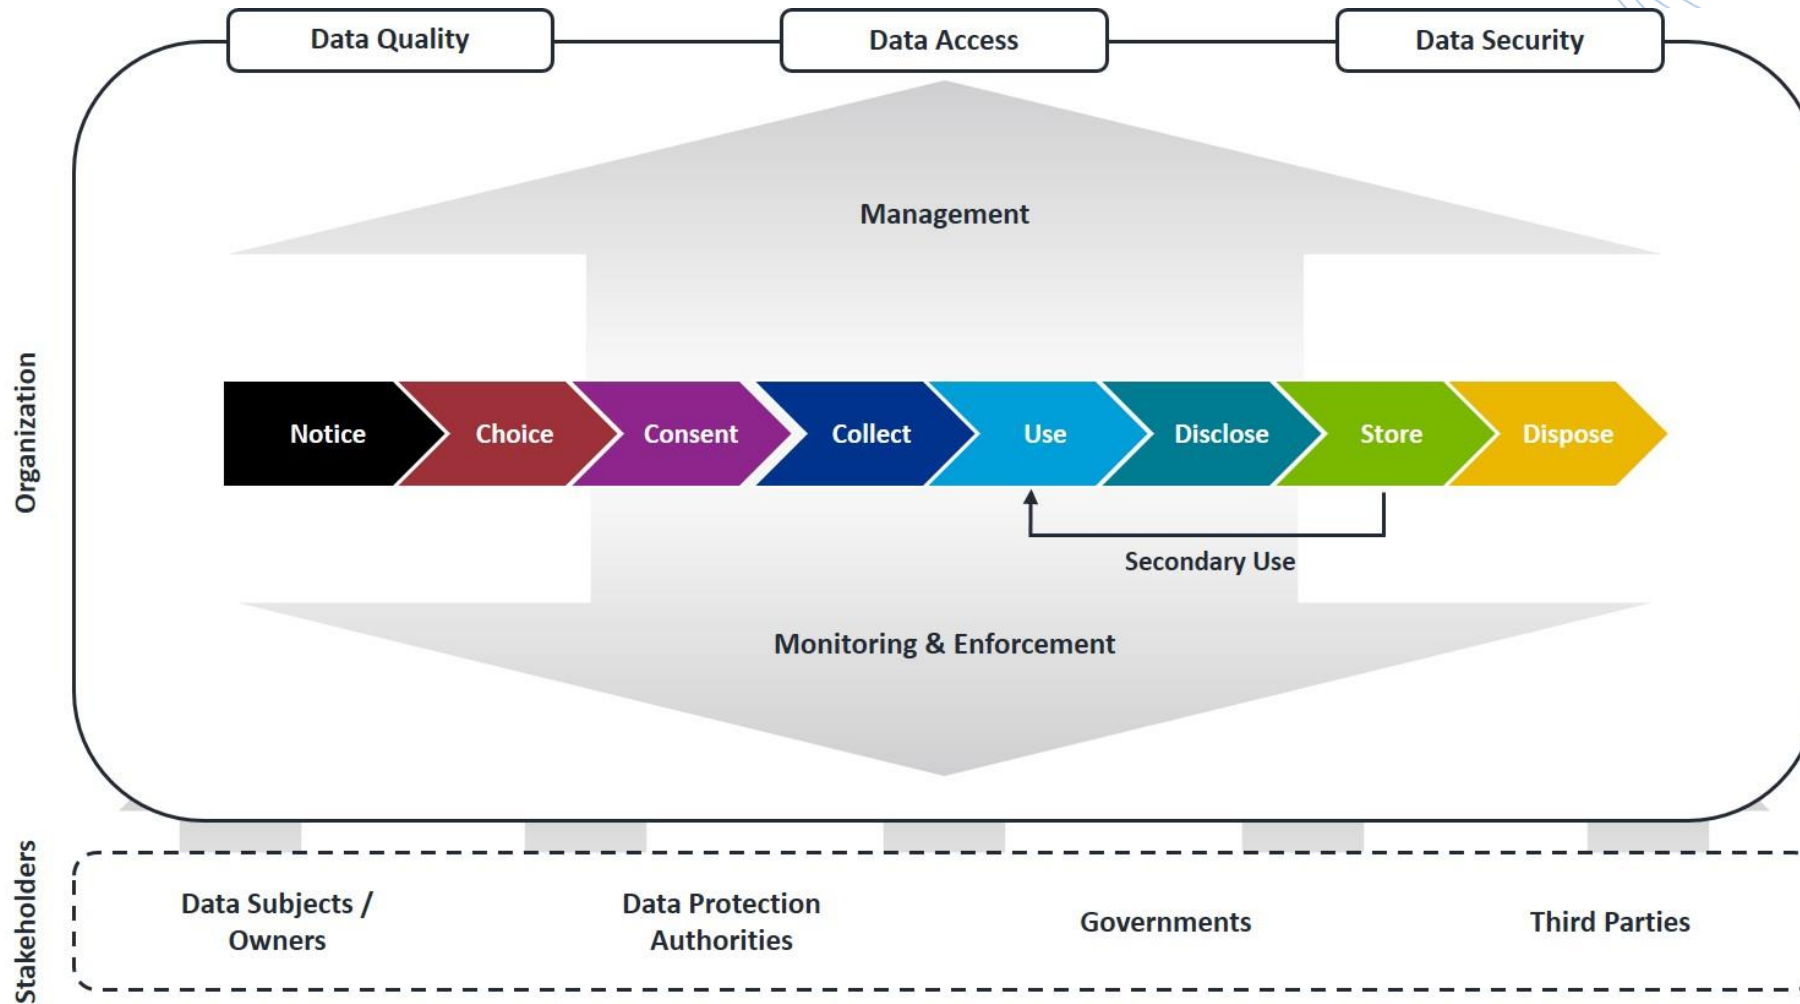 Data Quality
Data Access
Data Security
Management
Organization
Notice
Choice
Consent
Collect
Use
Disclose
Store
Dispose
Secondary Use
Monitoring & Enforcement
Stakeholders
Data Subjects /
Owners
Data Protection
Authorities
Governments
Third Parties